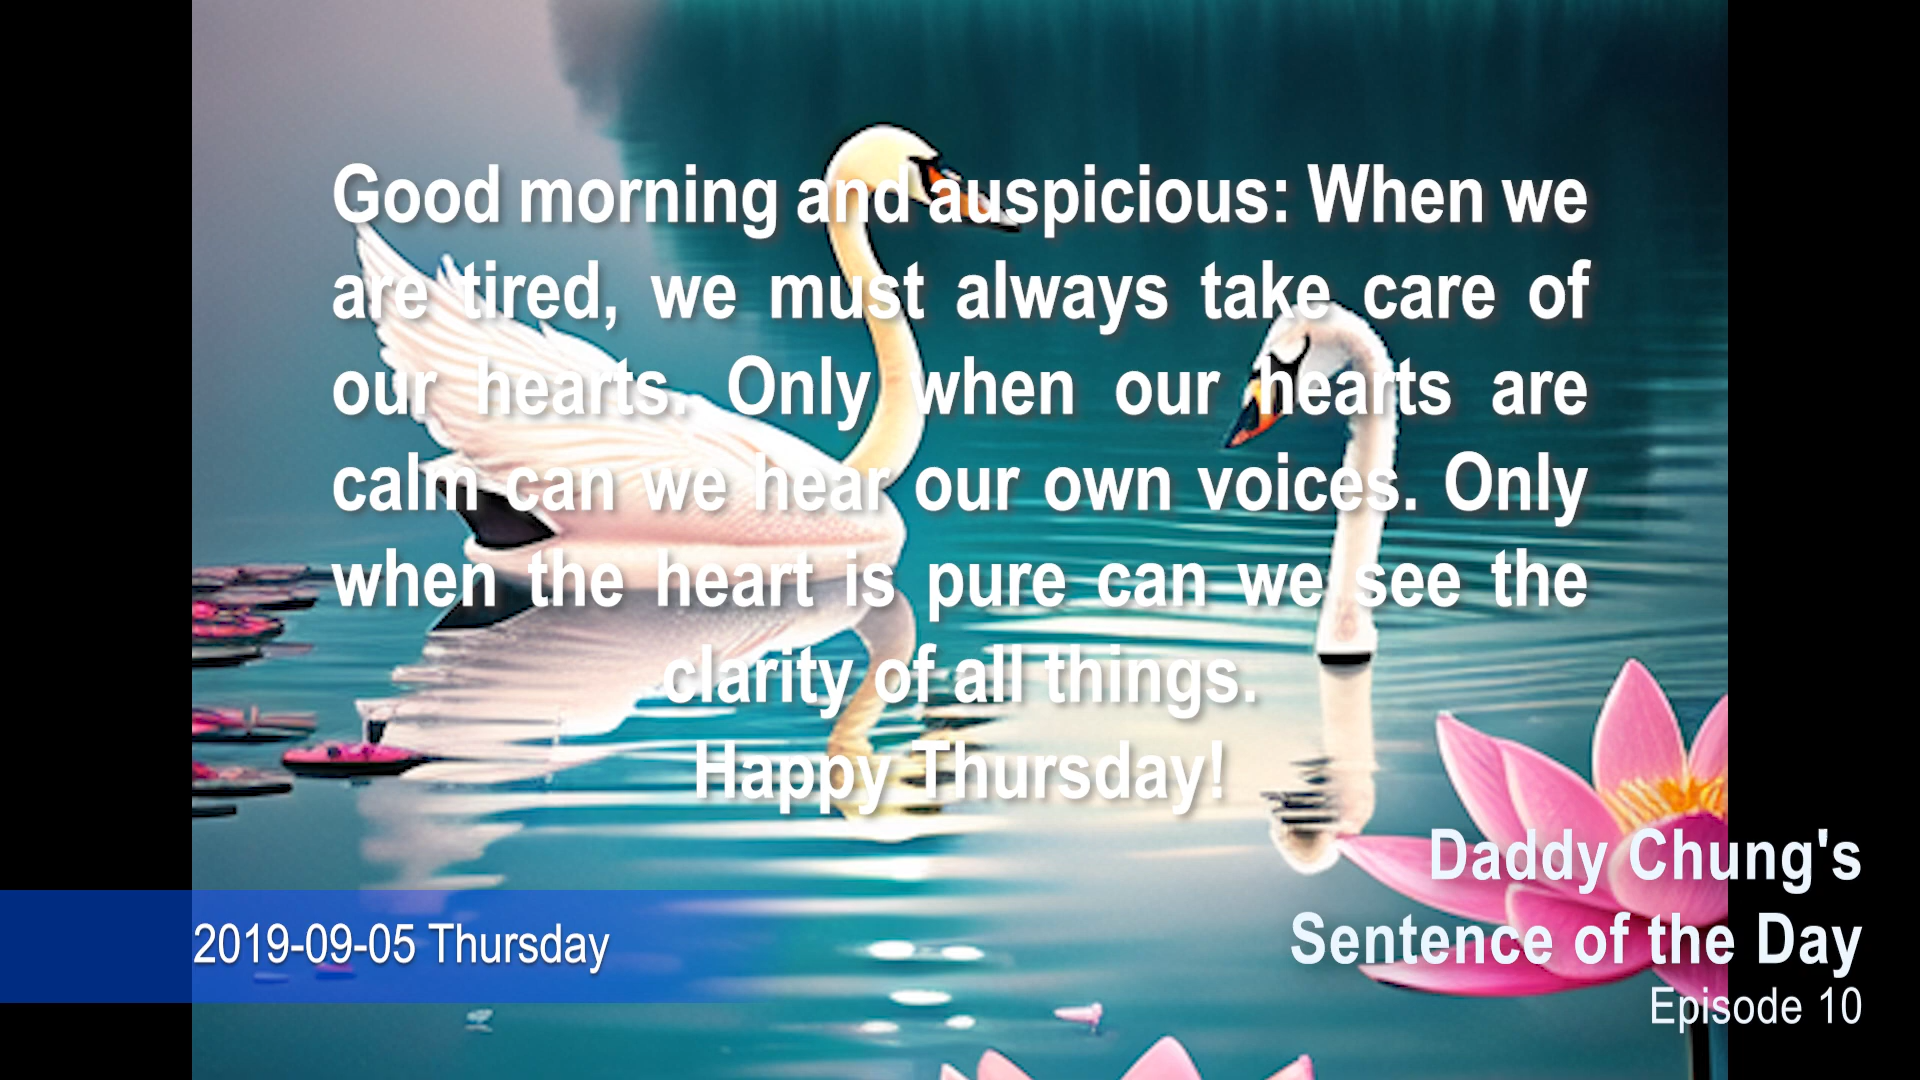 Good morning and auspicious: When we
are tired, we must always take care of
our hearts. Only when our hearts are
calm can we hear our own voices. Only
when the heart is pure can we see the
clarity of all things.
Happy Thursday!
Daddy Chung's
Sentence of the Day
Episode 10
2019-09-05 Thursday